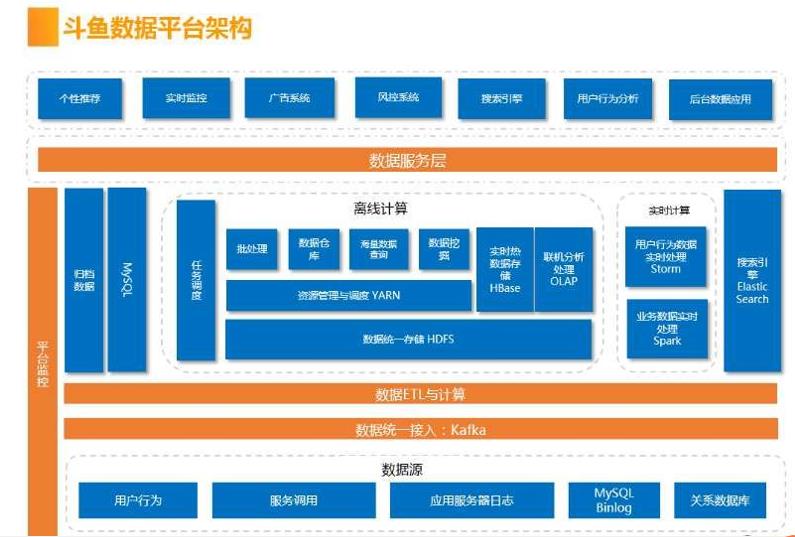 斗鱼数据平台架构
个性推荐
实时监控
广告系统
风控系统
搜索引擎
用户行为分析
后台数据应用
数据服务层
平台监控
归档
数据
MySQL
离线计算
任务调度
批处理
数据仓
库
海量数据
查询
数据挖
掘
实时热
数据存
储
HBase
联机分析
处理
OLAP
资源管理与调度 YARN
数据统一存储 HDFS
实时计算
用户行为数据
实时处理
Storm
业务数据实时
处理
Spark
搜索引
擎
Elastic
Search
数据ETL与计算
数据统一接入：Kafka
数据源
用户行为
服务调用
应用服务器日志
MySQL
Binlog
关系数据库